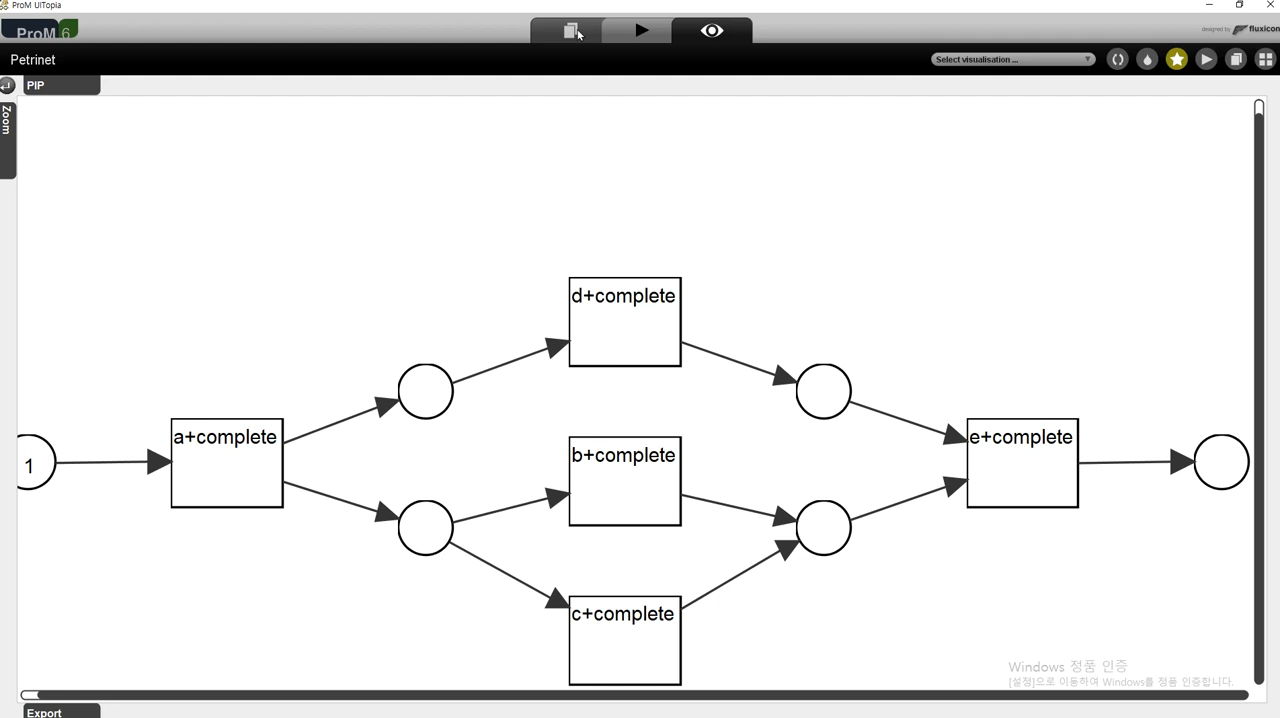 ProM UITopia
ProM 6
designed by fluxicon
Petrinet
Select visualisation ...
PIP
Zoom
d+complete
a+complete
e+complete
b+complete
1
c+complete
Windows 정품 인증
[설정]으로 이동하여 Windows를 정품 인증합니다.
Export